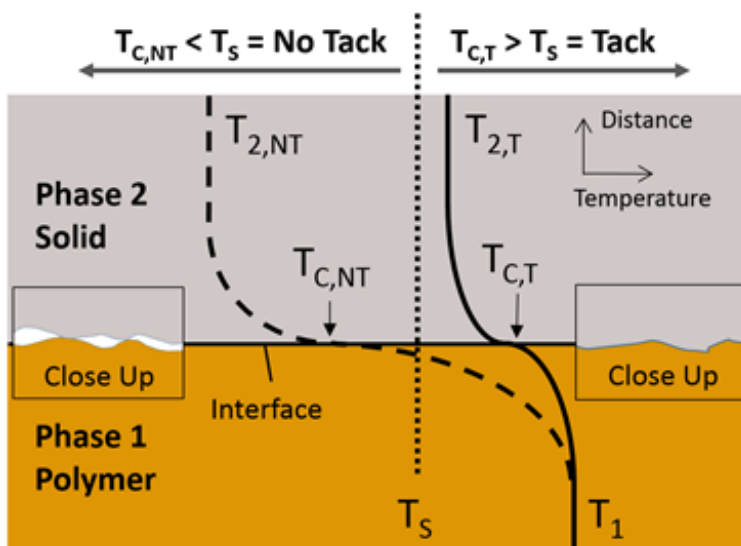 T_C,NT < T_S = No Tack
T_C,T > T_S = Tack
T_2,NT
T_2,T
Distance
Temperature
Phase 2
Solid
T_C,NT
T_C,T
Close Up
Close Up
Interface
Phase 1
Polymer
T_S
T_1